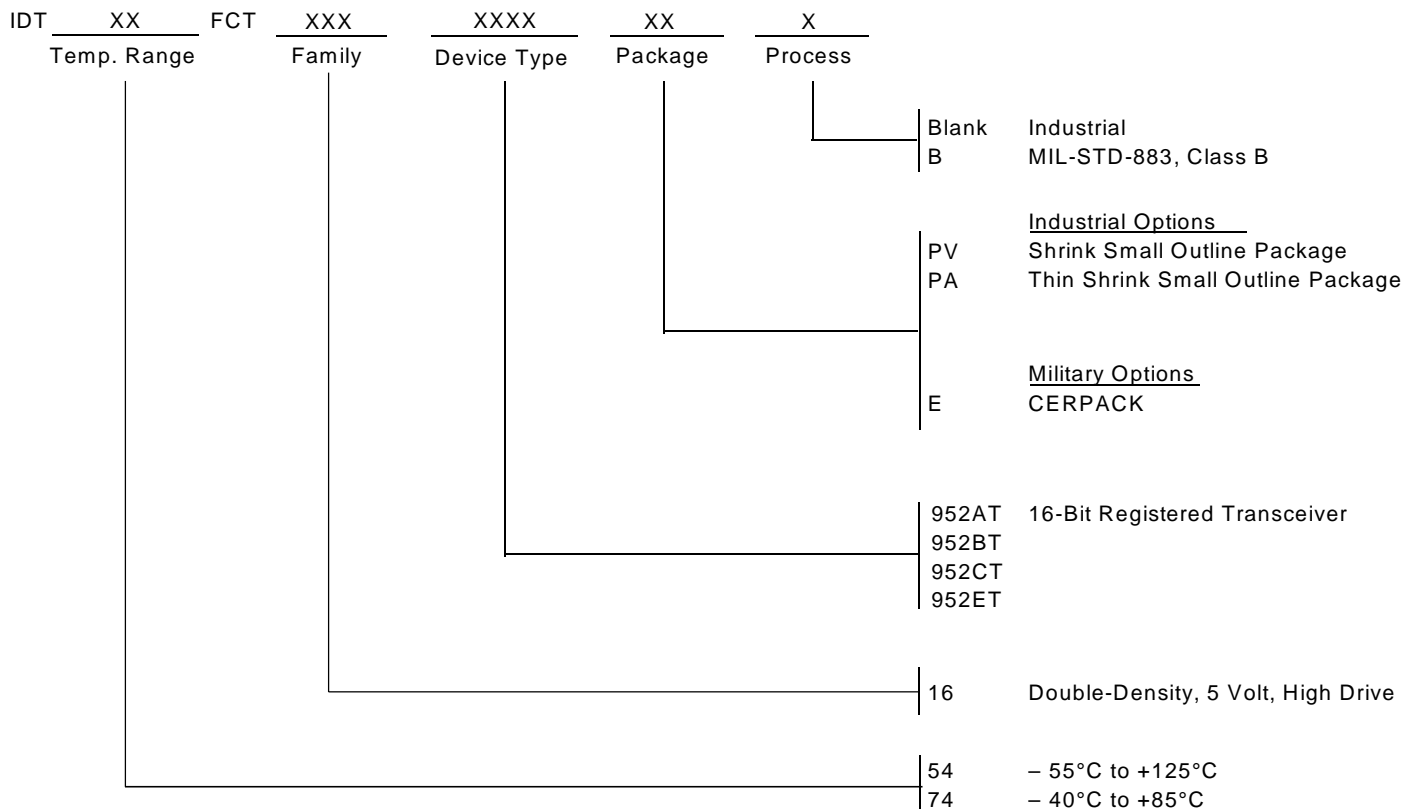 IDT XX FCT XXX XXXX XX X
Temp. Range Family Device Type Package Process
Blank Industrial
B MIL-STD-883, Class B
Industrial Options
PV Shrink Small Outline Package
PA Thin Shrink Small Outline Package
Military Options
E CERPACK
952AT 16-Bit Registered Transceiver
952BT
952CT
952ET
16 Double-Density, 5 Volt, High Drive
54 – 55°C to +125°C
74 – 40°C to +85°C